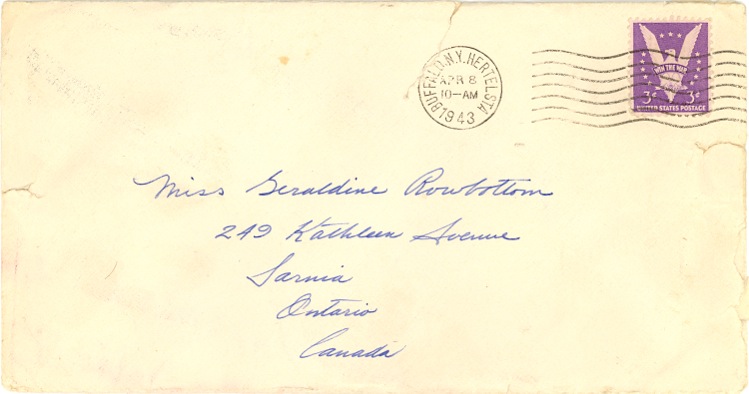 BUFFALO, N.Y. HERTEL STA.
APR 8
10-AM
1943
WIN THE WAR
3¢ 3¢
UNITED STATES POSTAGE
Miss Geraldine Rowbottom
249 Kathleen Avenue
Sarnia
Ontario
Canada